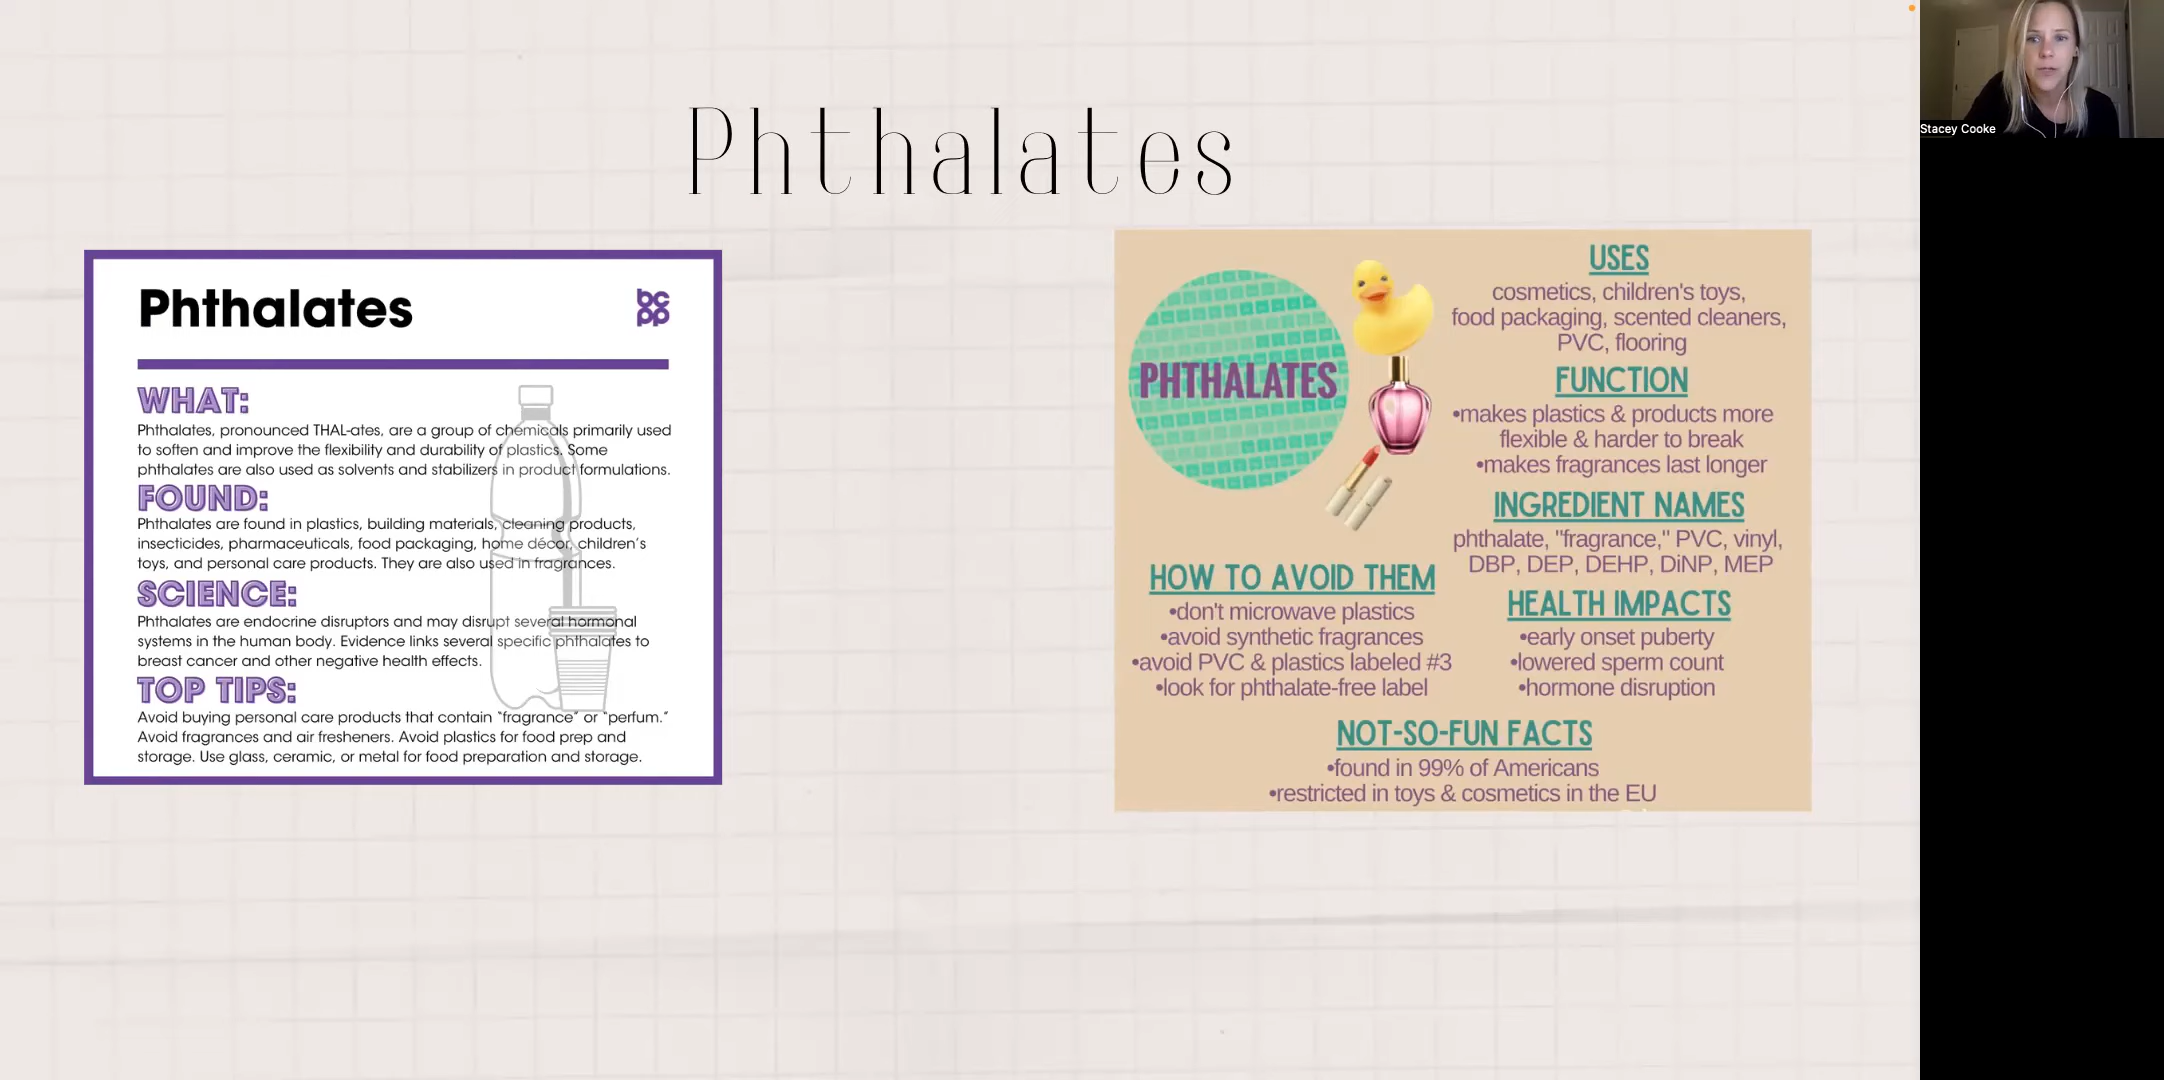 Phthalates
Phthalates
bc
pp
WHAT:
Phthalates, pronounced THAL-ates, are a group of chemicals primarily used
to soften and improve the flexibility and durability of plastics. Some
phthalates are also used as solvents and stabilizers in product formulations.
FOUND:
Phthalates are found in plastics, building materials, cleaning products,
insecticides, pharmaceuticals, food packaging, home décor, children's
toys, and personal care products. They are also used in fragrances.
SCIENCE:
Phthalates are endocrine disruptors and may disrupt several hormonal
systems in the human body. Evidence links several specific phthalates to
breast cancer and other negative health effects.
TOP TIPS:
Avoid buying personal care products that contain "fragrance" or "perfum."
Avoid fragrances and air fresheners. Avoid plastics for food prep and
storage. Use glass, ceramic, or metal for food preparation and storage.
PHTHALATES
USES
cosmetics, children's toys,
food packaging, scented cleaners,
PVC, flooring
FUNCTION
•makes plastics & products more
flexible & harder to break
•makes fragrances last longer
INGREDIENT NAMES
phthalate, "fragrance," PVC, vinyl,
DBP, DEP, DEHP, DiNP, MEP
HOW TO AVOID THEM
•don't microwave plastics
•avoid synthetic fragrances
•avoid PVC & plastics labeled #3
•look for phthalate-free label
HEALTH IMPACTS
•early onset puberty
•lowered sperm count
•hormone disruption
NOT-SO-FUN FACTS
•found in 99% of Americans
•restricted in toys & cosmetics in the EU
Stacey Cooke